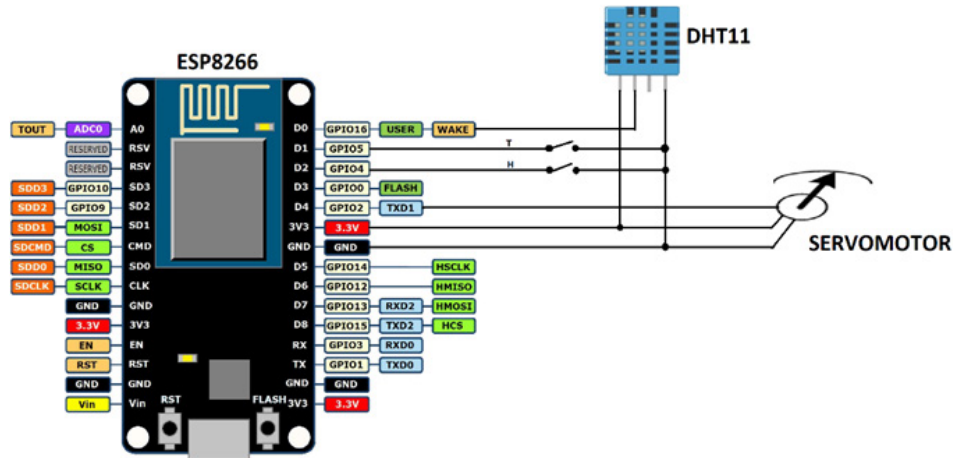 DHT11
ESP8266
TOUT ADC0 A0 D0 GPIO16 USER WAKE
RESERVED RSV D1 GPIO5 T
RESERVED RSV D2 GPIO4 H
SDD3 GPIO10 SD3 D3 GPIO0 FLASH
SDD2 GPIO9 SD2 D4 GPIO2 TXD1
SDD1 MOSI SD1 3V3 3.3V
SERVOMOTOR
SDCMD CS CMD GND GND
SDD0 MISO SD0 D5 GPIO14 HSCLK
SDCLK SCLK CLK D6 GPIO12 HMISO
GND GND D7 GPIO13 RXD2 HMOSI
3.3V 3V3 D8 GPIO15 TXD2 HCS
EN EN RX GPIO3 RXD0
RST RST TX GPIO1 TXD0
GND GND GND GND
Vin Vin RST FLASH 3V3 3.3V